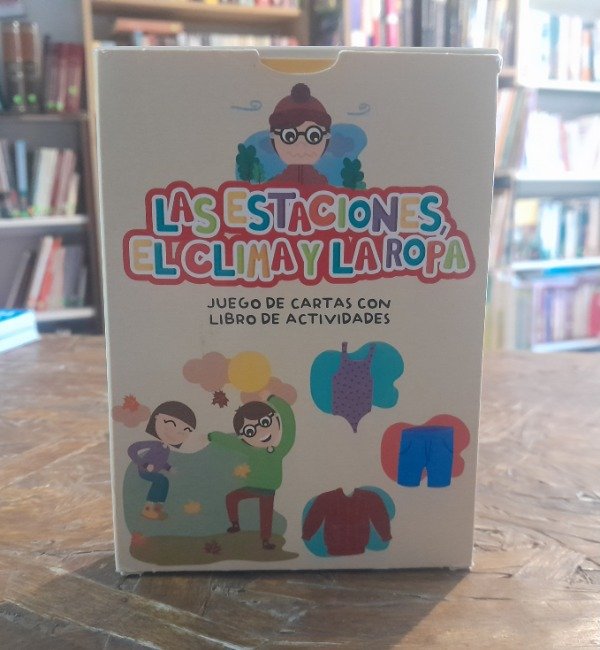 LAS ESTACIONES,
EL CLIMA Y LA ROPA
JUEGO DE CARTAS CON
LIBRO DE ACTIVIDADES